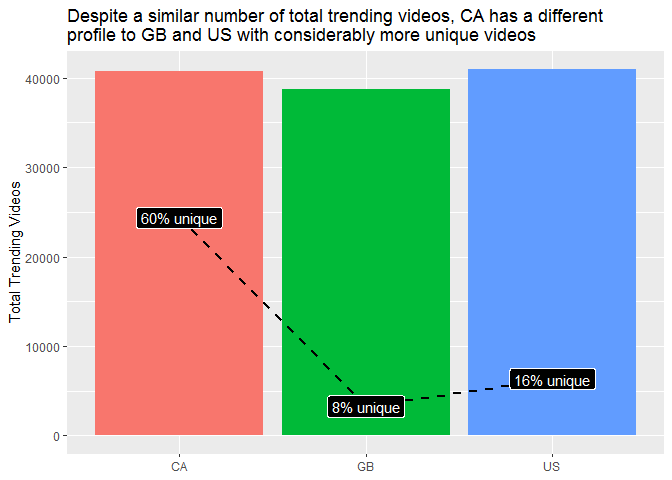 Despite a similar number of total trending videos, CA has a different
profile to GB and US with considerably more unique videos
Total Trending Videos
40000
30000
20000
10000
0
60% unique
8% unique
16% unique
CA
GB
US